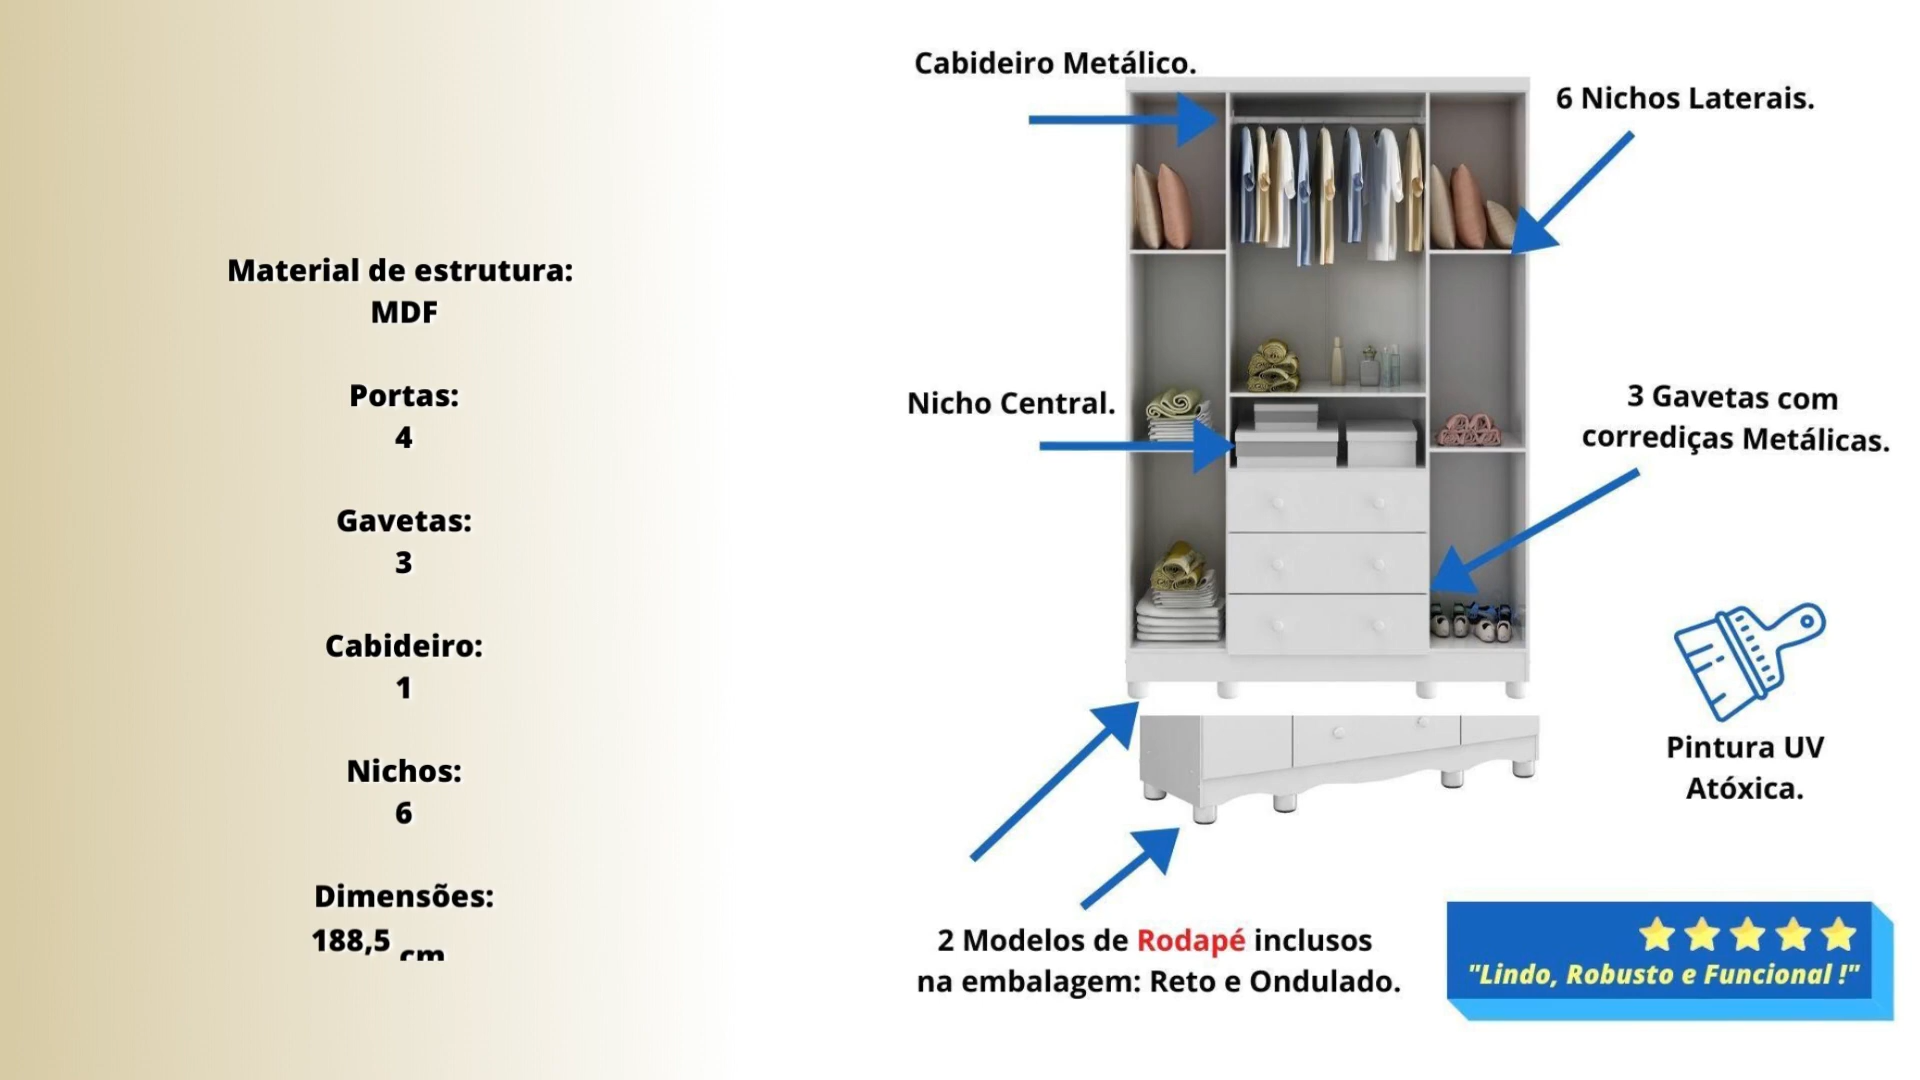 Material de estrutura:
MDF
Portas:
4
Gavetas:
3
Cabideiro:
1
Nichos:
6
Dimensões:
188,5 cm
Cabideiro Metálico.
6 Nichos Laterais.
Nicho Central.
3 Gavetas com
corrediças Metálicas.
Pintura UV
Atóxica.
2 Modelos de Rodapé inclusos
na embalagem: Reto e Ondulado.
"Lindo, Robusto e Funcional !"